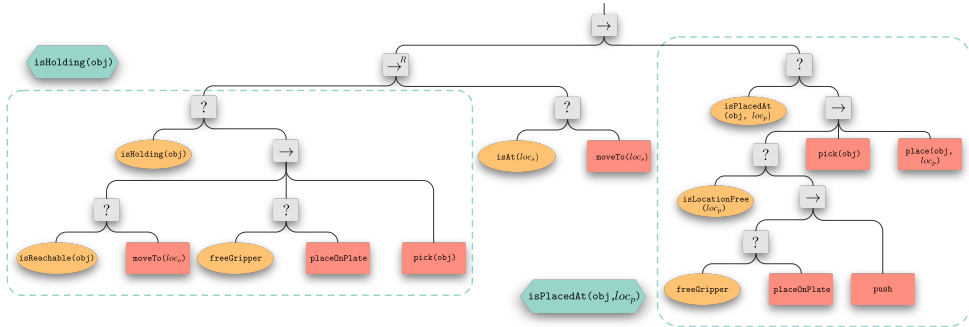 →
→R
?
isHolding(obj)
?
?
isPlacedAt
(obj, locp)
→
isHolding(obj)
→
isAt(locs)
moveTo(locs)
?
pick(obj)
place(obj,
locp)
isLocationFree
(locp)
→
?
?
isReachable(obj)
moveTo(loco)
freeGripper
placeOnPlate
pick(obj)
?
freeGripper
placeOnPlate
push
isPlacedAt(obj,locp)